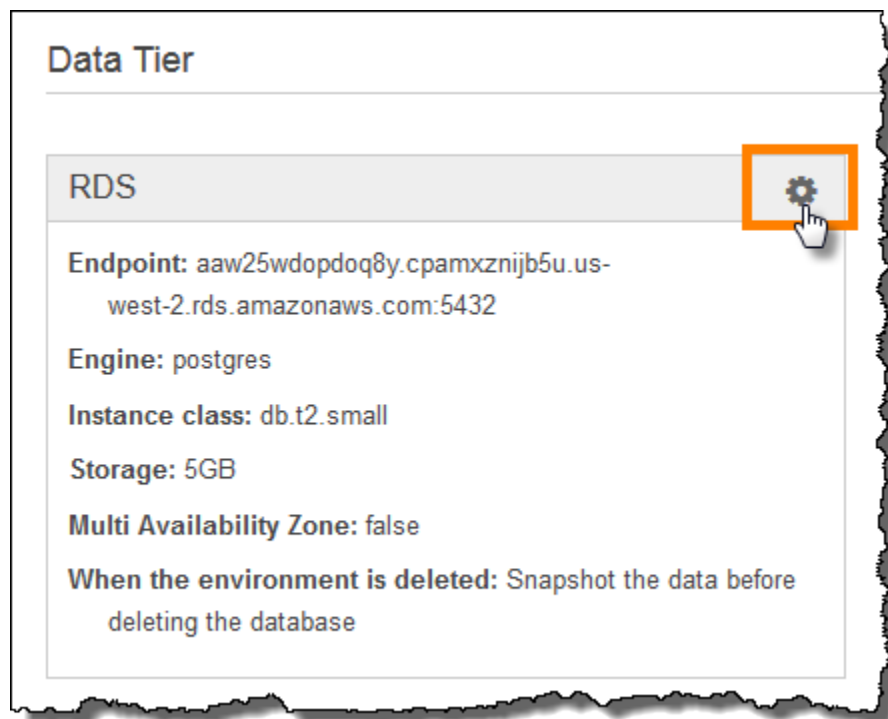 Data Tier
RDS
Endpoint: aaw25wdopdoq8y.cpamxznijb5u.us-
west-2.rds.amazonaws.com:5432
Engine: postgres
Instance class: db.t2.small
Storage: 5GB
Multi Availability Zone: false
When the environment is deleted: Snapshot the data before
deleting the database